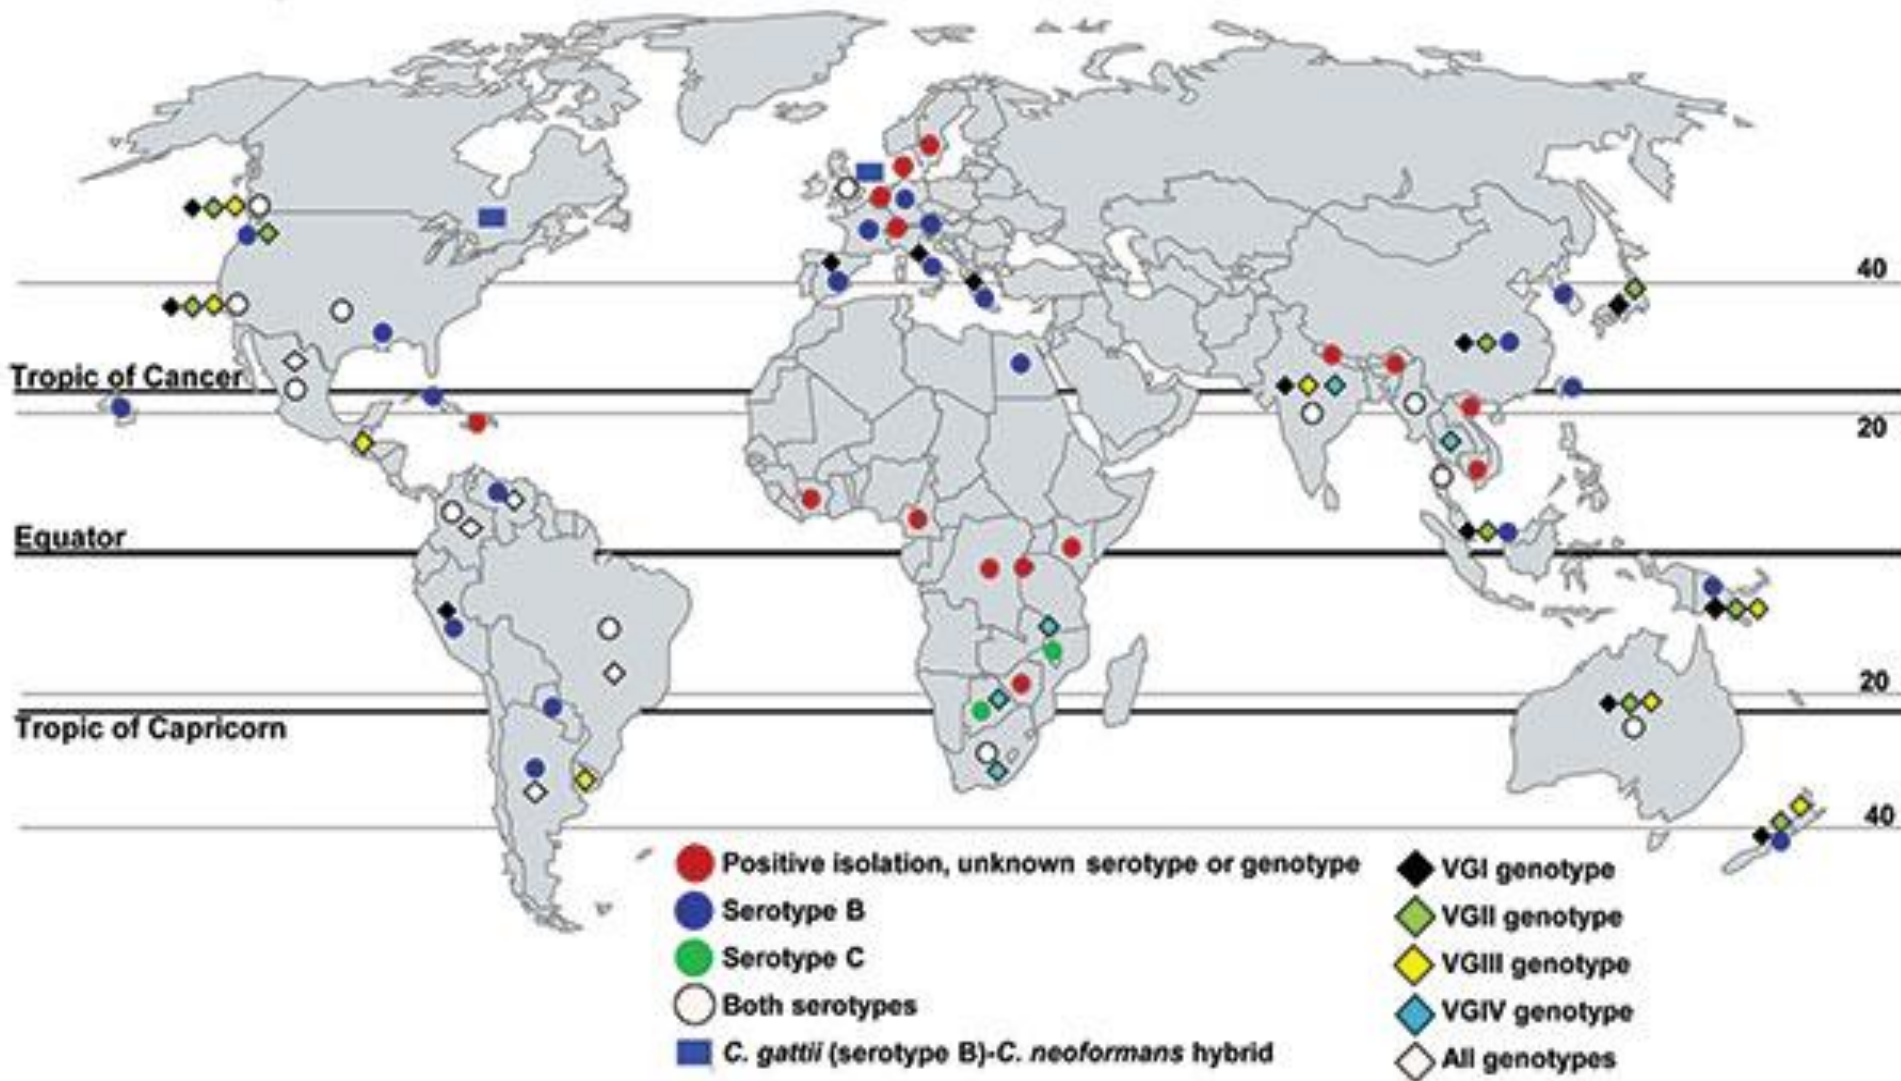 40
Tropic of Cancer
20
Equator
20
Tropic of Capricorn
40
Positive isolation, unknown serotype or genotype
Serotype B
Serotype C
Both serotypes
C. gattii (serotype B)-C. neoformans hybrid
VGI genotype
VGII genotype
VGIII genotype
VGIV genotype
All genotypes